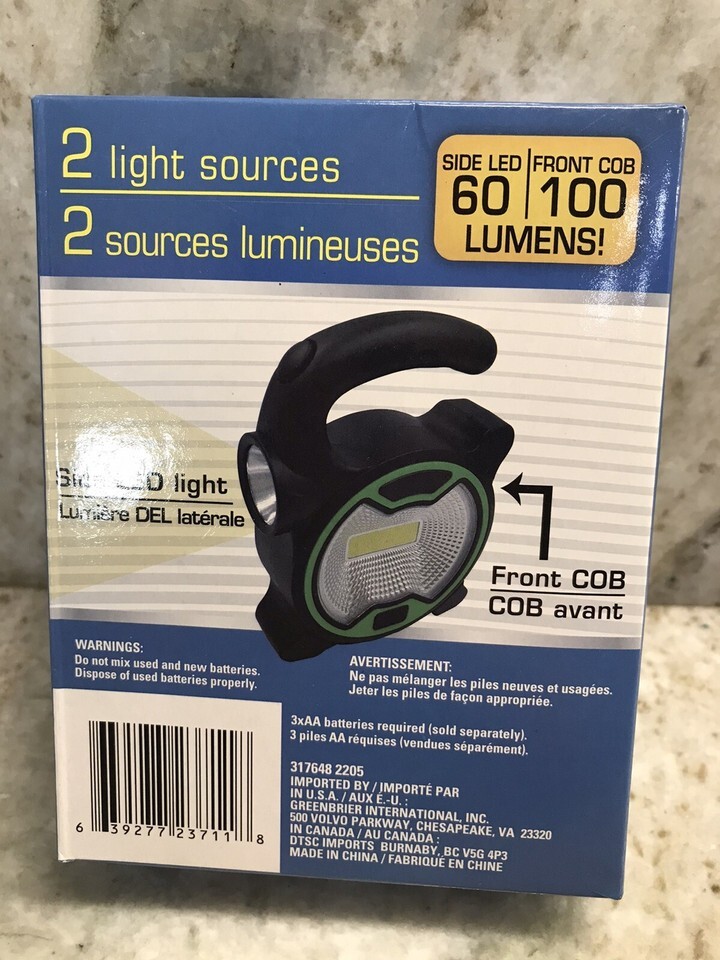 2 light sources
2 sources lumineuses
SIDE LED FRONT COB
60 100
LUMENS!
light
Lumière DEL latérale
Front COB
COB avant
WARNINGS:
Do not mix used and new batteries.
Dispose of used batteries properly.
AVERTISSEMENT:
Ne pas mélanger les piles neuves et usagées.
Jeter les piles de façon appropriée.
3xAA batteries required (sold separately).
3 piles AA réquises (vendues séparément).
317648 2205
IMPORTED BY / IMPORTÉ PAR
IN U.S.A. / AUX É.-U. :
GREENBRIER INTERNATIONAL, INC.
500 VOLVO PARKWAY, CHESAPEAKE, VA 23320
IN CANADA / AU CANADA :
DTSC IMPORTS BURNABY, BC V5G 4P3
MADE IN CHINA / FABRIQUÉ EN CHINE
6 39277 23711 8